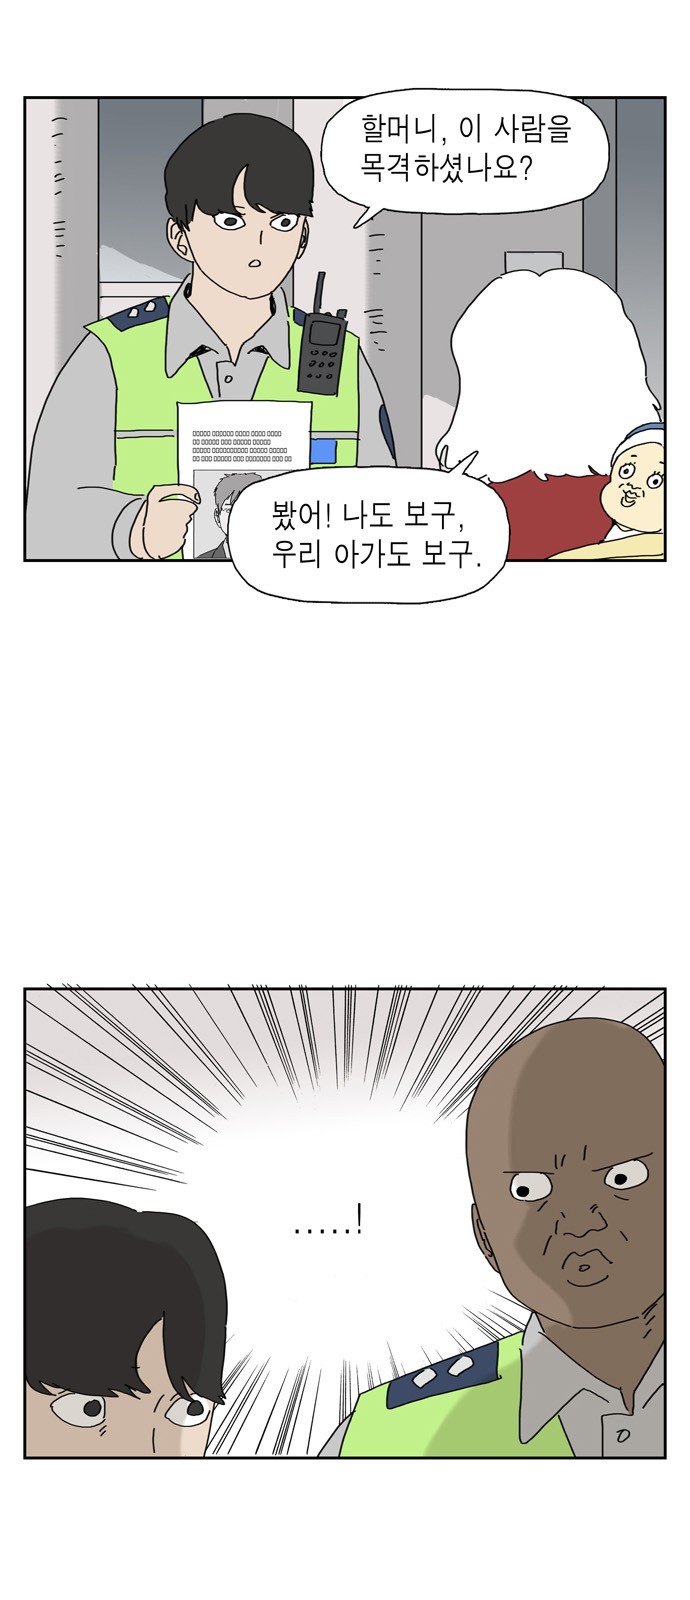 할머니, 이 사람을
목격하셨나요?
봤어! 나도 보구,
우리 아가도 보구.
.....!